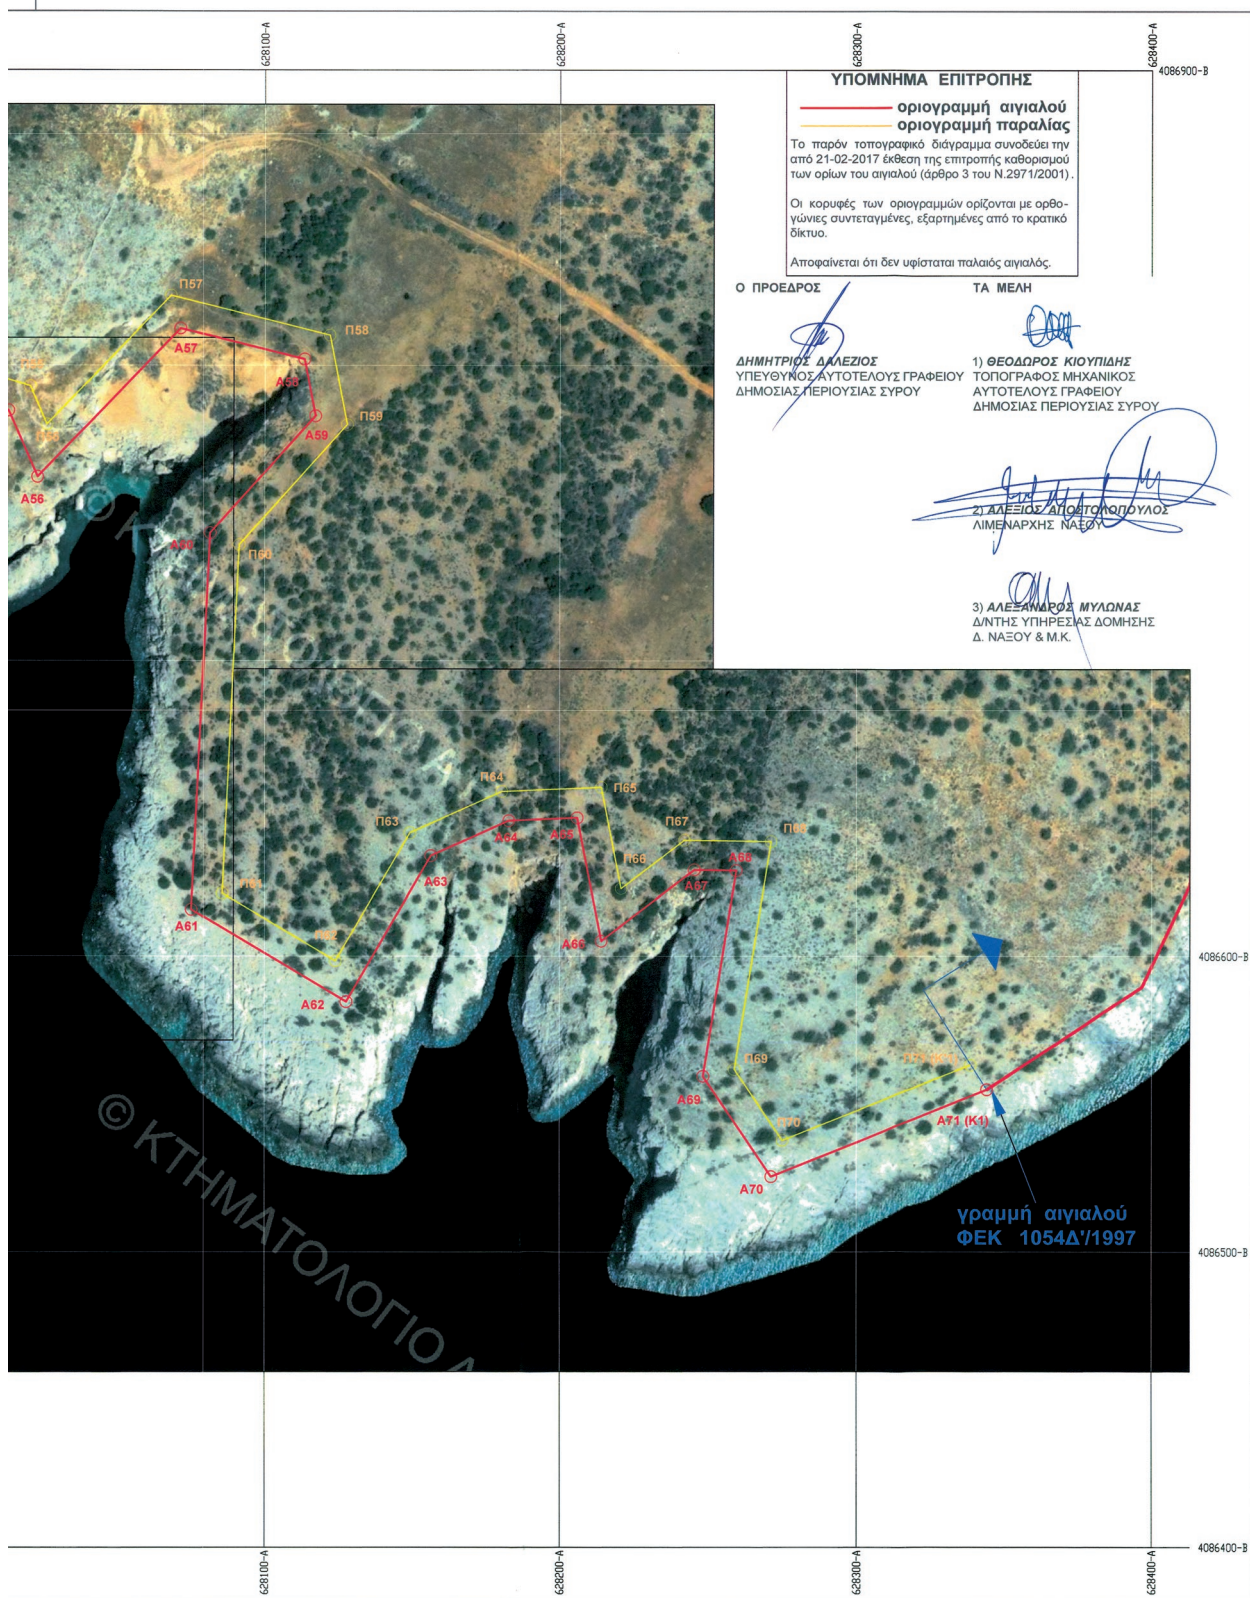 628100-A
628200-A
628300-A
628400-A
4086900-B
ΥΠΟΜΝΗΜΑ ΕΠΙΤΡΟΠΗΣ
οριογραμμή αιγιαλού
οριογραμμή παραλίας
Το παρόν τοπογραφικό διάγραμμα συνοδεύει την
από 21-02-2017 έκθεση της επιτροπής καθορισμού
των ορίων του αιγιαλού (άρθρο 3 του Ν.2971/2001).
Οι κορυφές των οριογραμμών ορίζονται με ορθο-
γώνιες συντεταγμένες, εξαρτημένες από το κρατικό
δίκτυο.
Αποφαίνεται ότι δεν υφίσταται παλαιός αιγιαλός.
Ο ΠΡΟΕΔΡΟΣ
ΔΗΜΗΤΡΙΟΣ ΔΑΛΕΖΙΟΣ
ΥΠΕΥΘΥΝΟΣ ΑΥΤΟΤΕΛΟΥΣ ΓΡΑΦΕΙΟΥ
ΔΗΜΟΣΙΑΣ ΠΕΡΙΟΥΣΙΑΣ ΣΥΡΟΥ
ΤΑ ΜΕΛΗ
1) ΘΕΟΔΩΡΟΣ ΚΙΟΥΠΙΔΗΣ
ΤΟΠΟΓΡΑΦΟΣ ΜΗΧΑΝΙΚΟΣ
ΑΥΤΟΤΕΛΟΥΣ ΓΡΑΦΕΙΟΥ
ΔΗΜΟΣΙΑΣ ΠΕΡΙΟΥΣΙΑΣ ΣΥΡΟΥ
2) ΑΛΕΞΙΟΣ ΑΠΟΣΤΟΛΟΠΟΥΛΟΣ
ΛΙΜΕΝΑΡΧΗΣ ΝΑΞΟΥ
3) ΑΛΕΞΑΝΔΡΟΣ ΜΥΛΩΝΑΣ
Δ/ΝΤΗΣ ΥΠΗΡΕΣΙΑΣ ΔΟΜΗΣΗΣ
Δ. ΝΑΞΟΥ & Μ.Κ.
Π57
Π58
Α57
Α58
Π59
Α59
Α56
Α60
Π60
Π64
Π65
Π63
Α64
Α65
Π67
Π68
Α63
Π66
Α67
Α68
Π61
Α61
Π62
Α66
Α62
4086600-B
Π69
Α69
Π70
Α71 (Κ1)
Α70
γραμμή αιγιαλού
ΦΕΚ 1054Δ'/1997
4086500-B
© ΚΤΗΜΑΤΟΛΟΓΙΟ Α
4086400-B
628100-A
628200-A
628300-A
628400-A